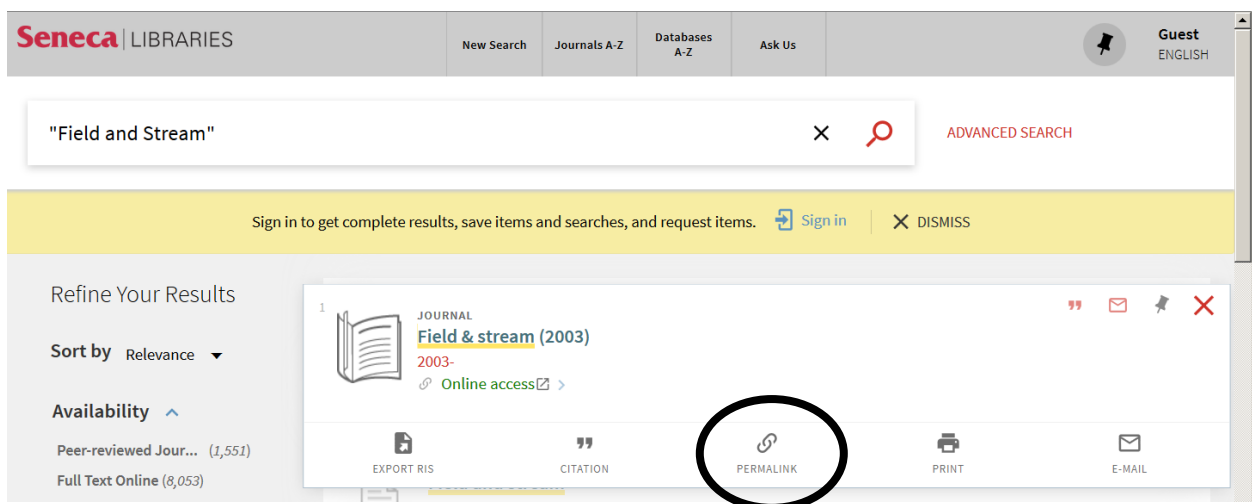 Seneca | LIBRARIES
New Search
Journals A-Z
Databases
A-Z
Ask Us
Guest
ENGLISH
"Field and Stream"
ADVANCED SEARCH
Sign in to get complete results, save items and searches, and request items.
Sign in
DISMISS
Refine Your Results
Sort by Relevance
Availability
Peer-reviewed Jour... (1,551)
Full Text Online (8,053)
1
JOURNAL
Field & stream (2003)
2003-
Online access
EXPORT RIS
CITATION
PERMALINK
PRINT
E-MAIL
Field and stream